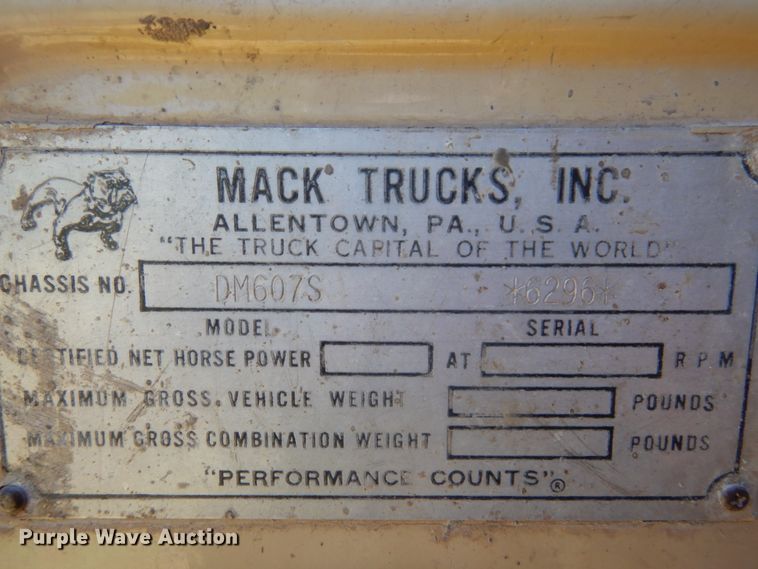 MACK TRUCKS, INC.
ALLENTOWN, PA., U.S.A.
"THE TRUCK CAPITAL OF THE WORLD"
CHASSIS NO. DM607S *6296*
MODEL SERIAL
CERTIFIED NET HORSE POWER AT RPM
MAXIMUM GROSS VEHICLE WEIGHT POUNDS
MAXIMUM GROSS COMBINATION WEIGHT POUNDS
"PERFORMANCE COUNTS"®
Purple Wave Auction